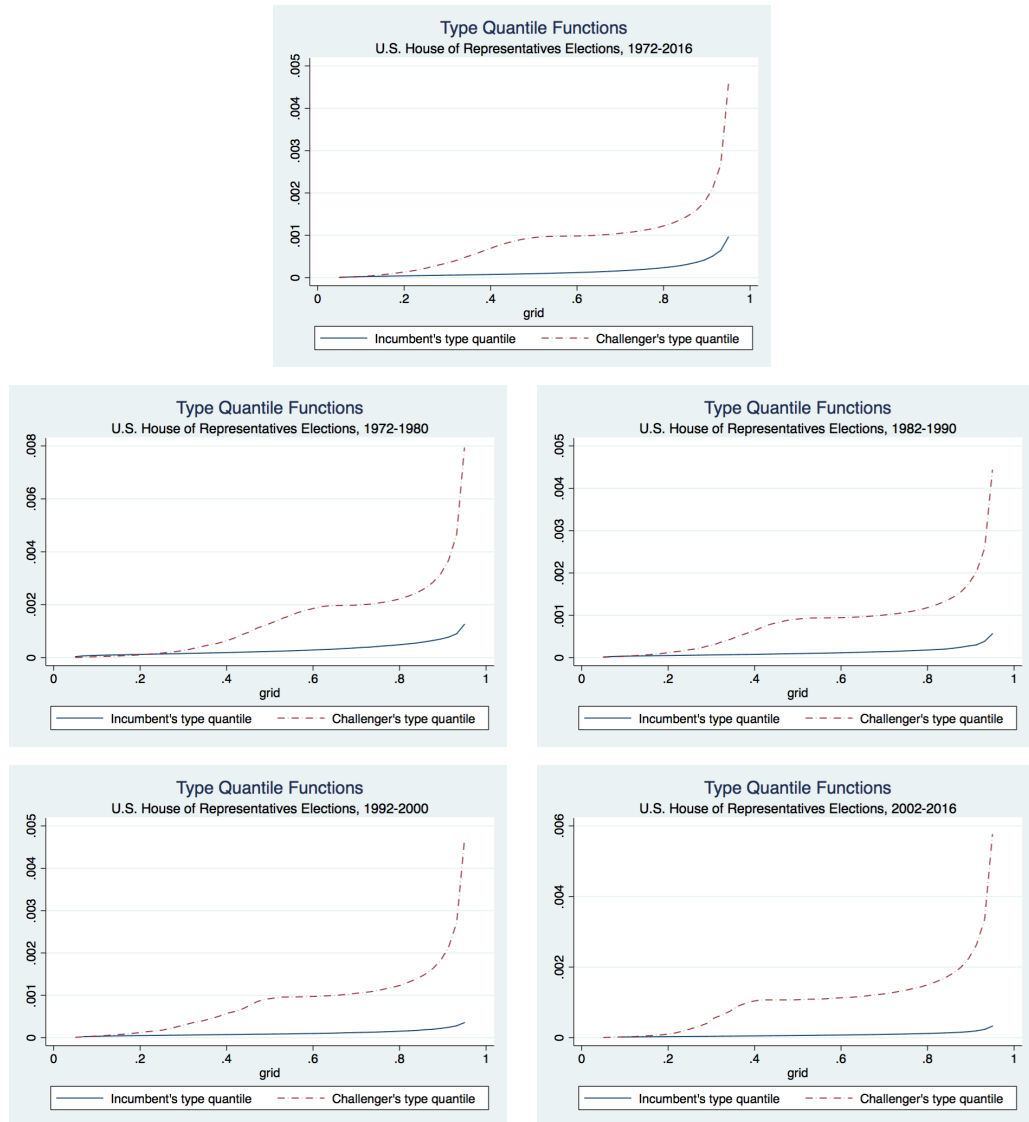 Type Quantile Functions
U.S. House of Representatives Elections, 1972-2016
.005
.004
.003
.002
.001
0
0 .2 .4 .6 .8 1
grid
Incumbent's type quantile Challenger's type quantile
Type Quantile Functions
U.S. House of Representatives Elections, 1972-1980
.008
.006
.004
.002
0
0 .2 .4 .6 .8 1
grid
Incumbent's type quantile Challenger's type quantile
Type Quantile Functions
U.S. House of Representatives Elections, 1982-1990
.005
.004
.003
.002
.001
0
0 .2 .4 .6 .8 1
grid
Incumbent's type quantile Challenger's type quantile
Type Quantile Functions
U.S. House of Representatives Elections, 1992-2000
.005
.004
.003
.002
.001
0
0 .2 .4 .6 .8 1
grid
Incumbent's type quantile Challenger's type quantile
Type Quantile Functions
U.S. House of Representatives Elections, 2002-2016
.006
.004
.002
0
0 .2 .4 .6 .8 1
grid
Incumbent's type quantile Challenger's type quantile